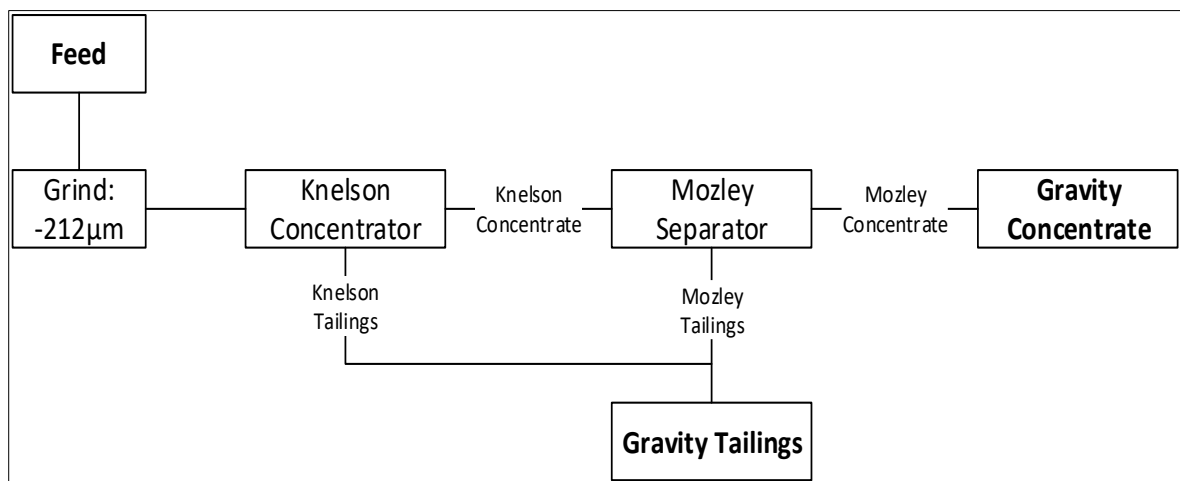 Feed
Grind:
-212µm
Knelson
Concentrator
Knelson
Concentrate
Mozley
Separator
Mozley
Concentrate
Gravity
Concentrate
Knelson
Tailings
Mozley
Tailings
Gravity Tailings